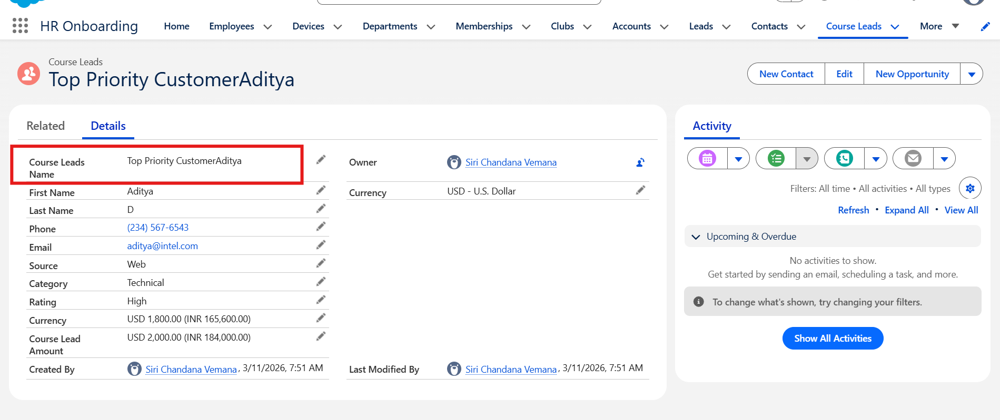 HR Onboarding Home Employees Devices Departments Memberships Clubs Accounts Leads Contacts Course Leads More
Course Leads
Top Priority CustomerAditya
New Contact Edit New Opportunity
Related Details
Course Leads Name Top Priority CustomerAditya
First Name Aditya
Last Name D
Phone (234) 567-6543
Email aditya@intel.com
Source Web
Category Technical
Rating High
Currency USD 1,800.00 (INR 165,600.00)
Course Lead Amount USD 2,000.00 (INR 184,000.00)
Created By Siri Chandana Vemana, 3/11/2026, 7:51 AM
Owner Siri Chandana Vemana
Currency USD - U.S. Dollar
Last Modified By Siri Chandana Vemana, 3/11/2026, 7:51 AM
Activity
Filters: All time • All activities • All types
Refresh • Expand All • View All
Upcoming & Overdue
No activities to show.
Get started by sending an email, scheduling a task, and more.
To change what's shown, try changing your filters.
Show All Activities